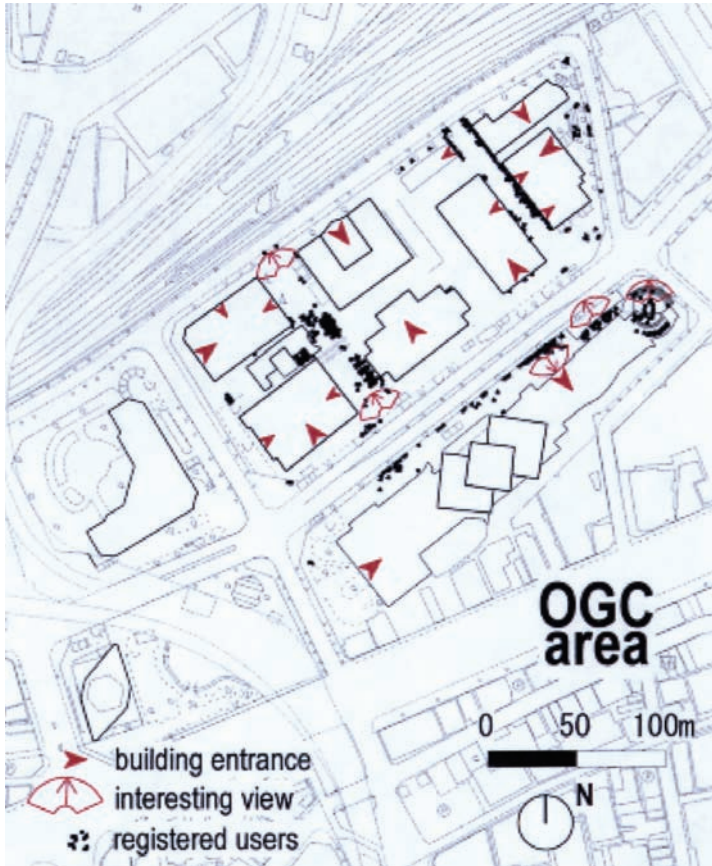 OGC
area
0 50 100m
N
building entrance
interesting view
registered users